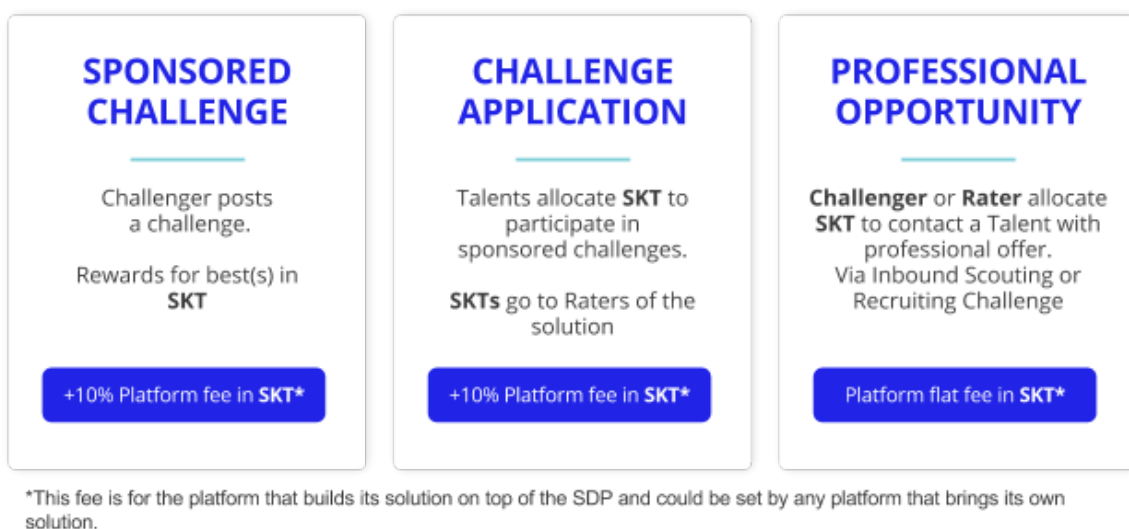 SPONSORED
CHALLENGE
Challenger posts
a challenge.
Rewards for best(s) in
SKT
+10% Platform fee in SKT*
CHALLENGE
APPLICATION
Talents allocate SKT to
participate in
sponsored challenges.
SKTs go to Raters of the
solution
+10% Platform fee in SKT*
PROFESSIONAL
OPPORTUNITY
Challenger or Rater allocate
SKT to contact a Talent with
professional offer.
Via Inbound Scouting or
Recruiting Challenge
Platform flat fee in SKT*
*This fee is for the platform that builds its solution on top of the SDP and could be set by any platform that brings its own
solution.